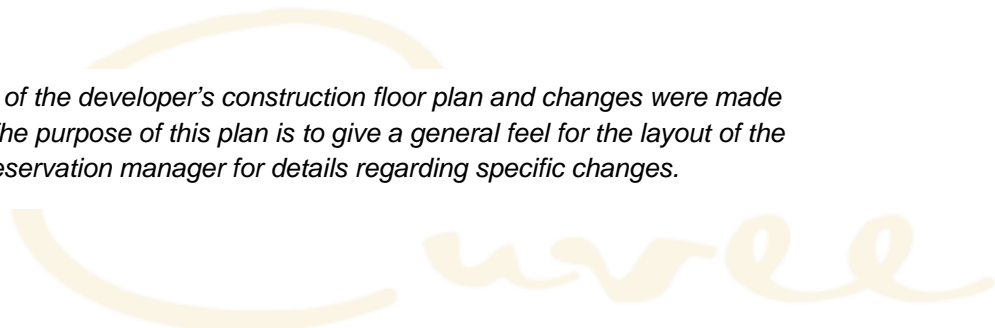 of the developer’s construction floor plan and changes were made
he purpose of this plan is to give a general feel for the layout of the
eservation manager for details regarding specific changes.
Cuvee